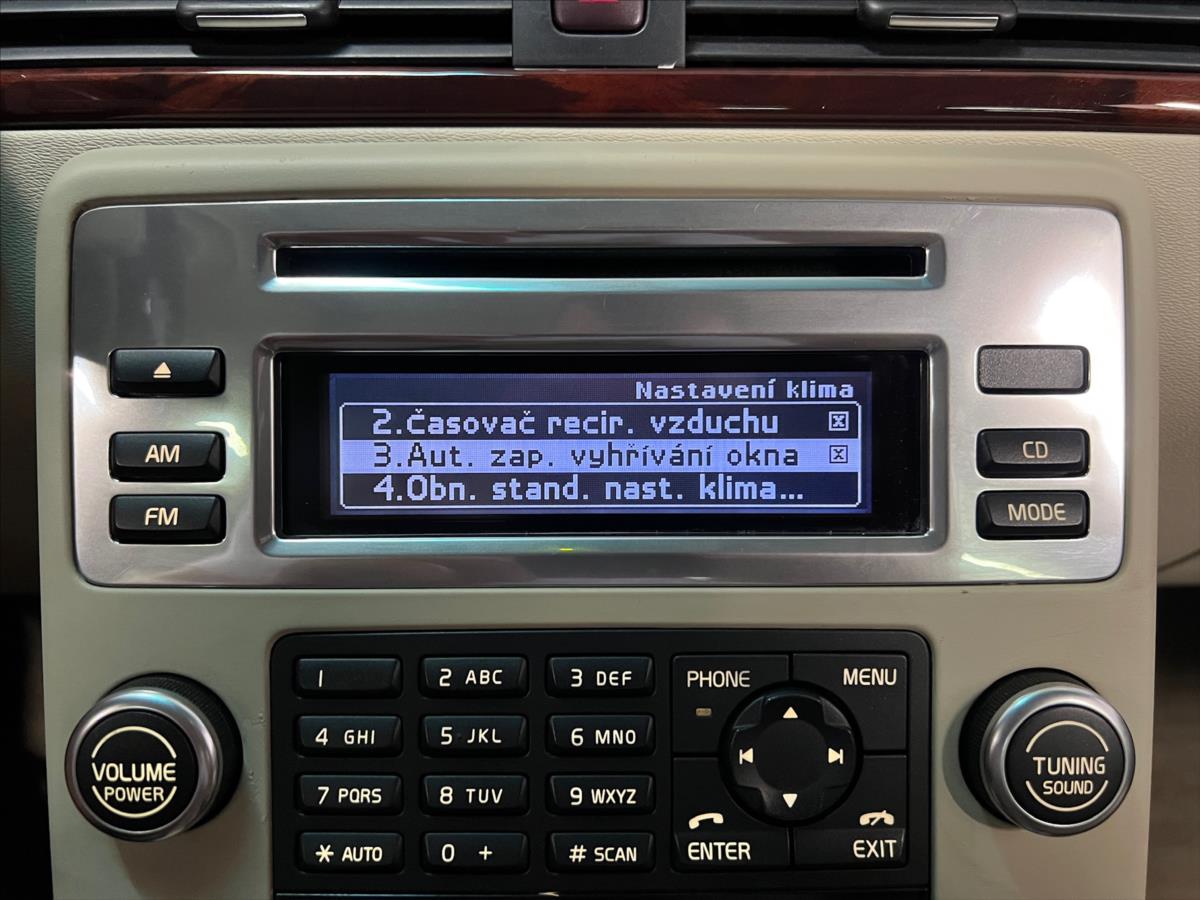 Nastavení klima
2.Časovač recir. vzduchu
3.Aut. zap. vyhřívání okna
4.Obn. stand. nast. klima...
AM
FM
CD
MODE
VOLUME
POWER
1
2 ABC
3 DEF
4 GHI
5 JKL
6 MNO
7 PQRS
8 TUV
9 WXYZ
* AUTO
0 +
# SCAN
PHONE
MENU
ENTER
EXIT
TUNING
SOUND